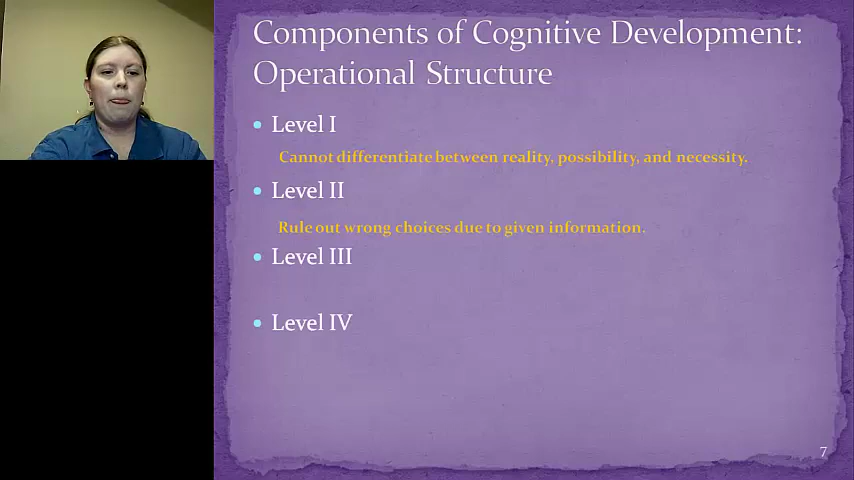 Components of Cognitive Development:
Operational Structure
Level I
Cannot differentiate between reality, possibility, and necessity.
Level II
Rule out wrong choices due to given information.
Level III
Level IV
7